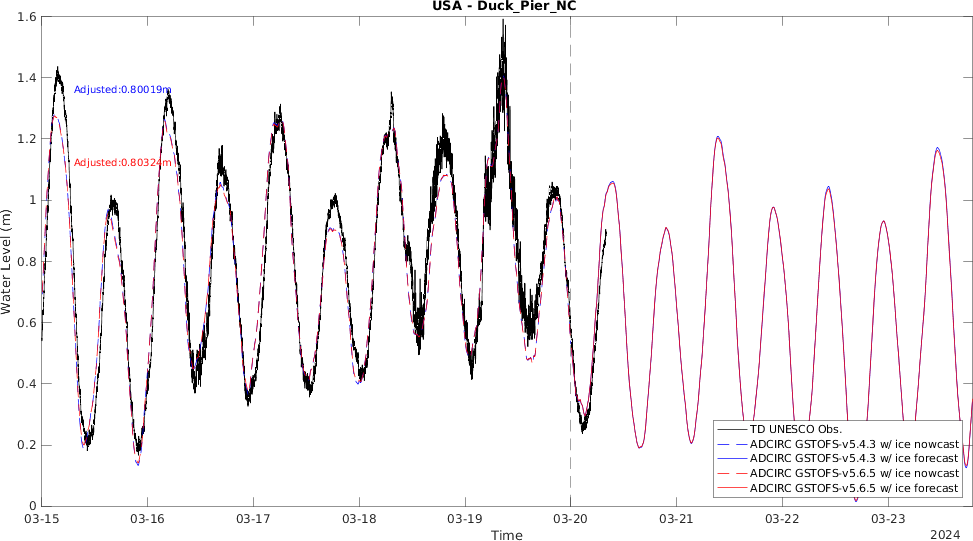 USA - Duck_Pier_NC
1.6
1.4
1.2
1
0.8
0.6
0.4
0.2
0
Water Level (m)
Adjusted:0.80019m
Adjusted:0.80324m
TD UNESCO Obs.
ADCIRC GSTOFS-v5.4.3 w/ ice nowcast
ADCIRC GSTOFS-v5.4.3 w/ ice forecast
ADCIRC GSTOFS-v5.6.5 w/ ice nowcast
ADCIRC GSTOFS-v5.6.5 w/ ice forecast
03-15 03-16 03-17 03-18 03-19 03-20 03-21 03-22 03-23
Time
2024